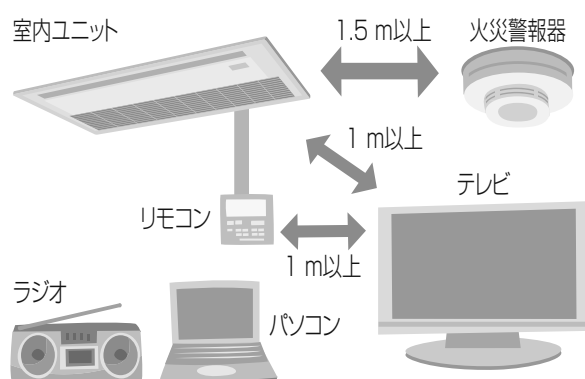 室内ユニット
1.5 m以上
火災警報器
1 m以上
テレビ
リモコン
1 m以上
ラジオ
パソコン